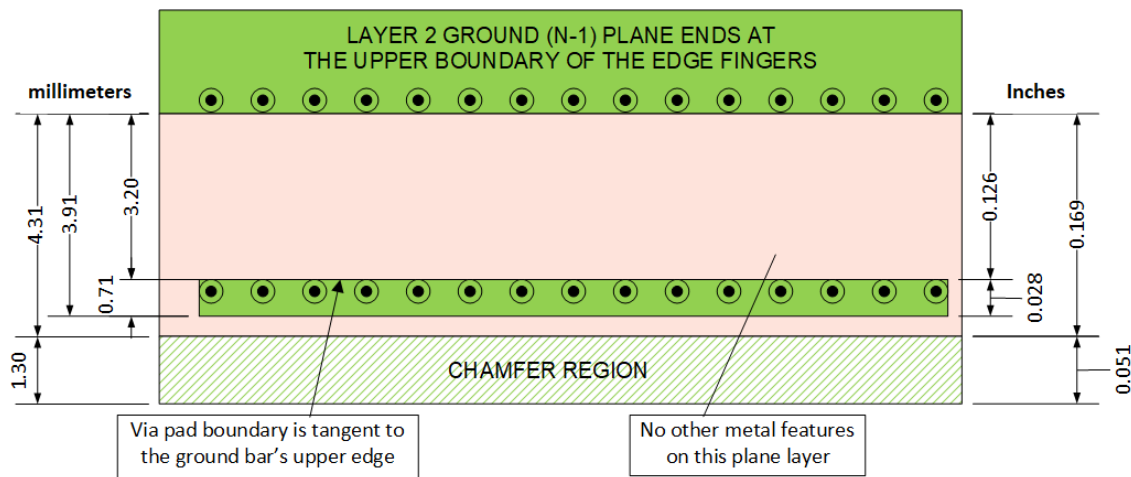 LAYER 2 GROUND (N-1) PLANE ENDS AT
THE UPPER BOUNDARY OF THE EDGE FINGERS
millimeters
Inches
4.31
3.91
3.20
0.71
1.30
0.126
0.169
0.028
0.051
CHAMFER REGION
Via pad boundary is tangent to
the ground bar's upper edge
No other metal features
on this plane layer